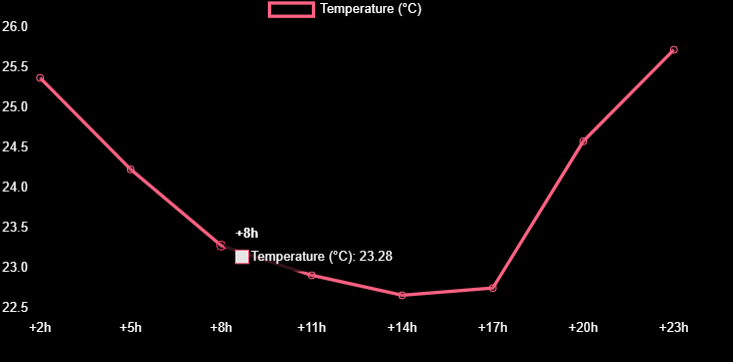 Temperature (°C)
26.0
25.5
25.0
24.5
24.0
23.5
23.0
22.5
+8h
Temperature (°C): 23.28
+2h +5h +8h +11h +14h +17h +20h +23h